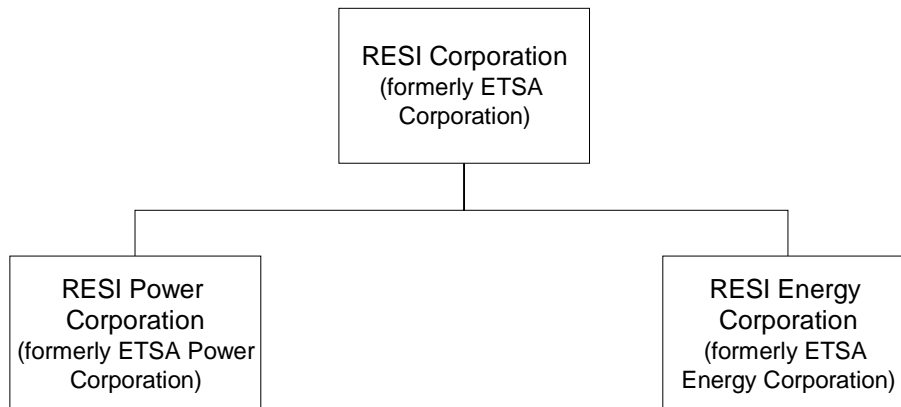 RESI Corporation
(formerly ETSA
Corporation)
RESI Power
Corporation
(formerly ETSA Power
Corporation)
RESI Energy
Corporation
(formerly ETSA
Energy Corporation)